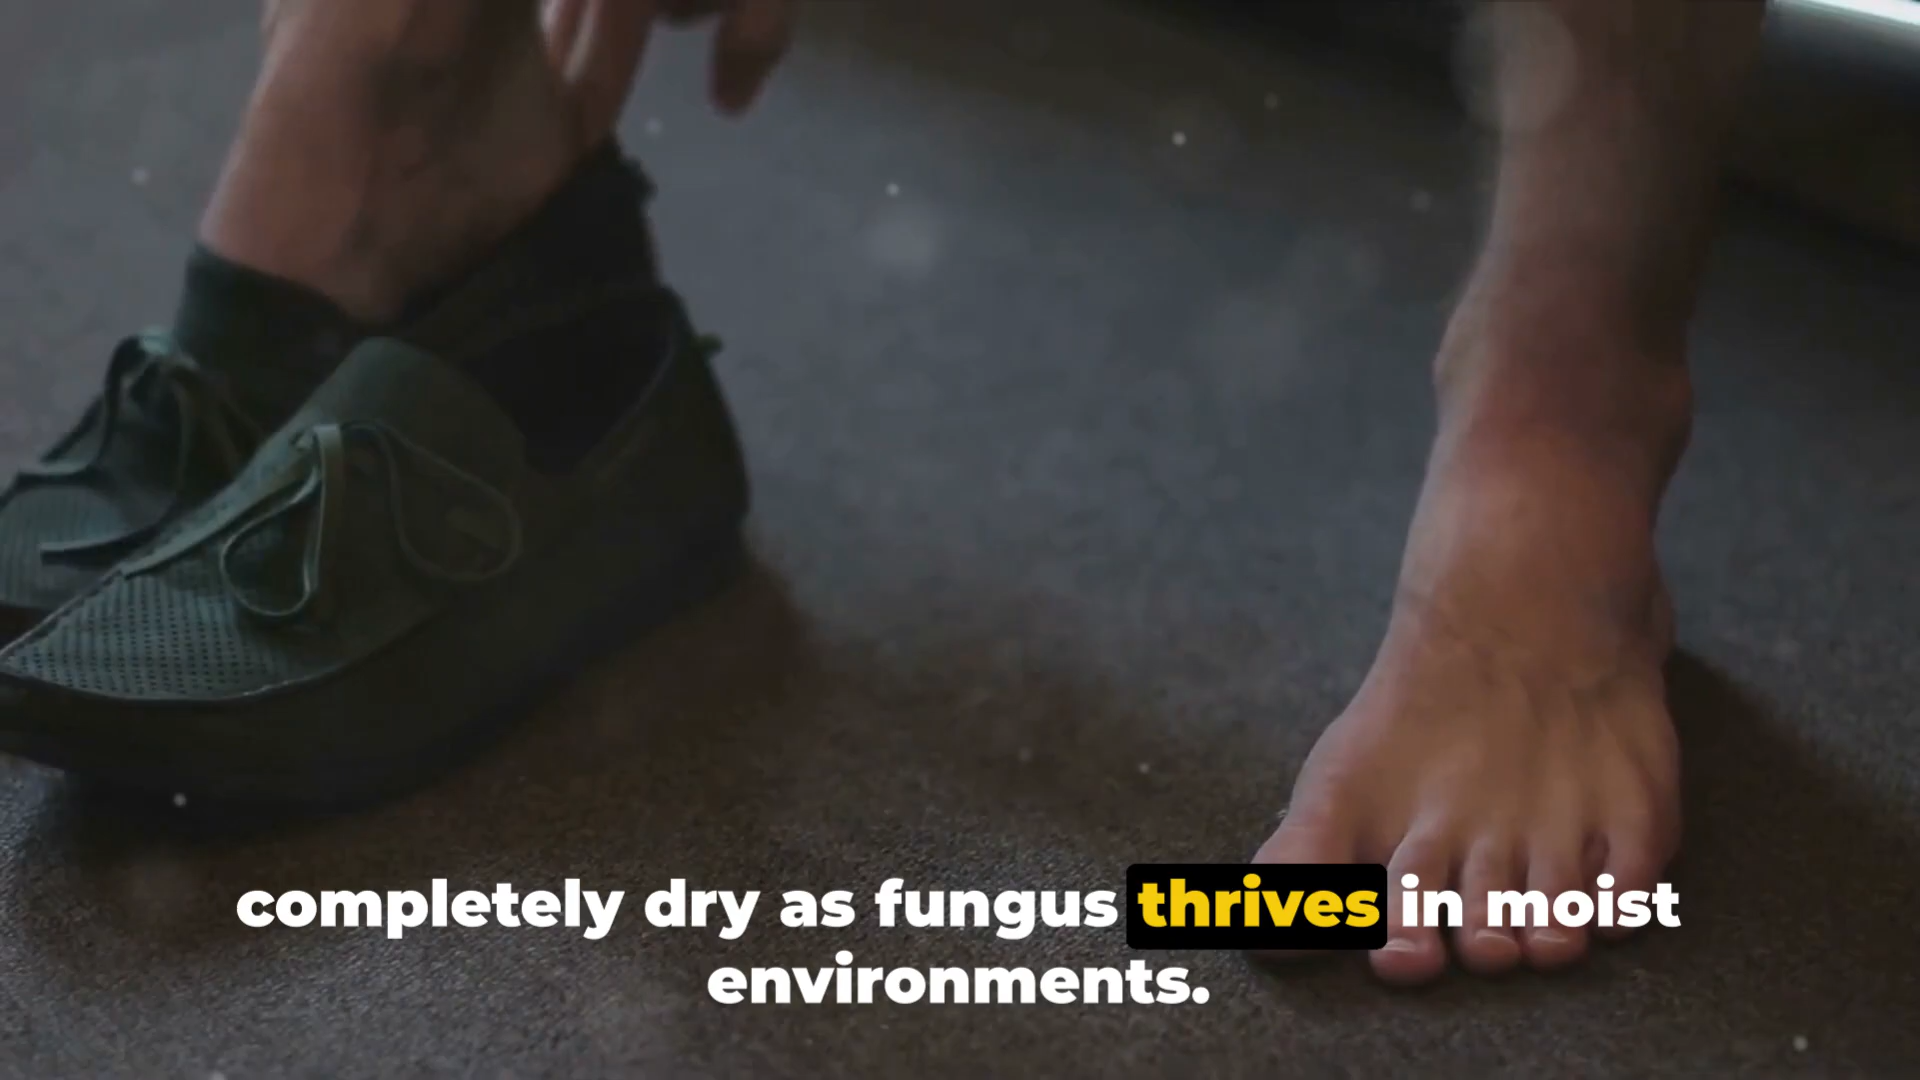 completely dry as fungus thrives in moist
environments.